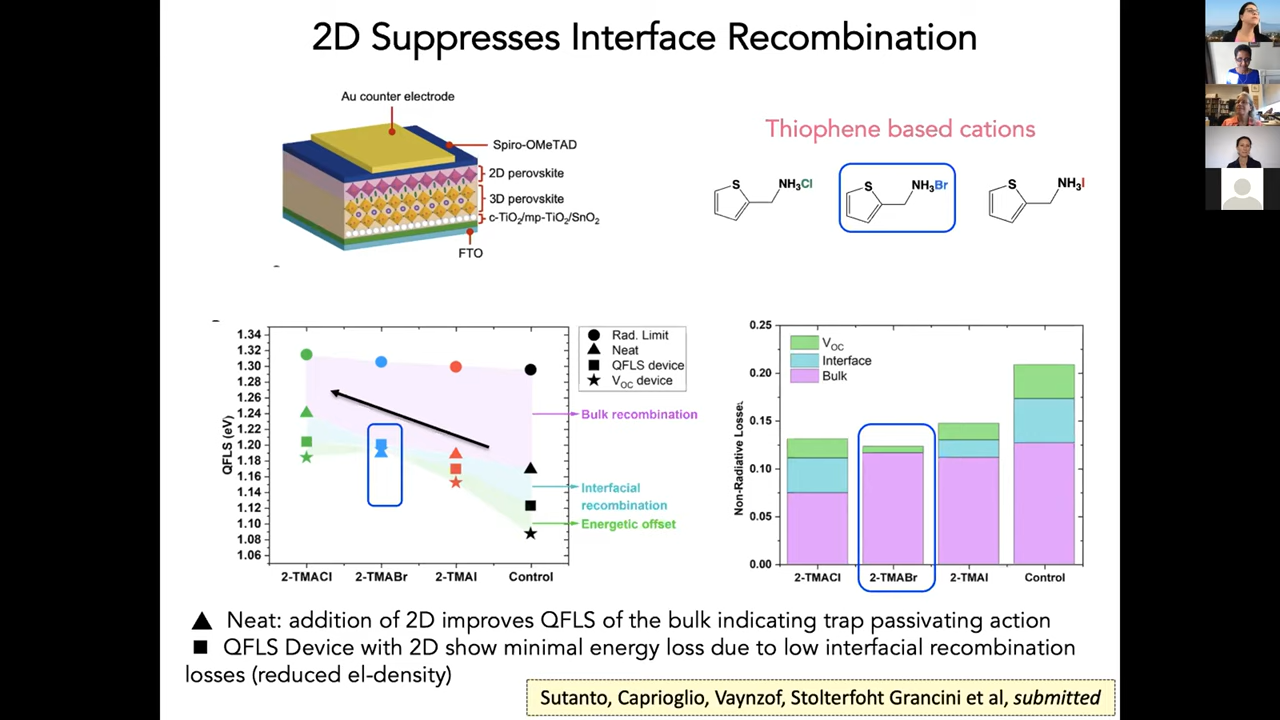 2D Suppresses Interface Recombination
Au counter electrode
Spiro-OMeTAD
2D perovskite
3D perovskite
c-TiO2/mp-TiO2/SnO2
FTO
Thiophene based cations
S NH3Cl
S NH3Br
S NH3I
1.34
1.32
1.30
1.28
1.26
1.24
1.22
1.20
1.18
1.16
1.14
1.12
1.10
1.08
1.06
QFLS (eV)
2-TMACl 2-TMABr 2-TMAI Control
Rad. Limit
Neat
QFLS device
VOC device
Bulk recombination
Interfacial
recombination
Energetic offset
0.25
0.20
0.15
0.10
0.05
0.00
Non-Radiative Losses
VOC
Interface
Bulk
2-TMACl 2-TMABr 2-TMAI Control
Neat: addition of 2D improves QFLS of the bulk indicating trap passivating action
QFLS Device with 2D show minimal energy loss due to low interfacial recombination
losses (reduced el-density)
Sutanto, Caprioglio, Vaynzof, Stolterfoht Grancini et al, submitted